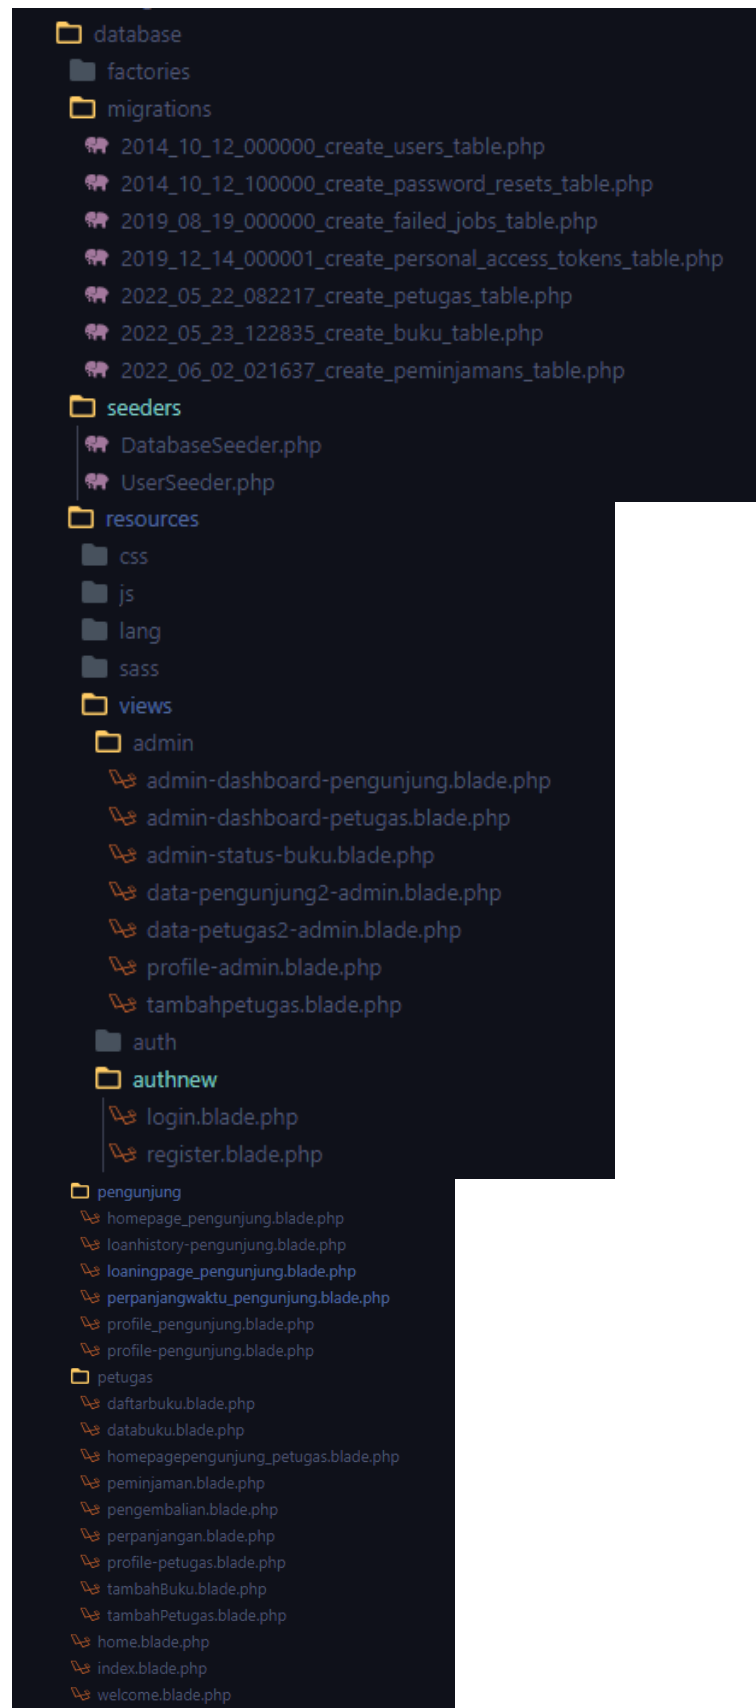 database
factories
migrations
2014_10_12_000000_create_users_table.php
2014_10_12_100000_create_password_resets_table.php
2019_08_19_000000_create_failed_jobs_table.php
2019_12_14_000001_create_personal_access_tokens_table.php
2022_05_22_082217_create_petugas_table.php
2022_05_23_122835_create_buku_table.php
2022_06_02_021637_create_peminjamans_table.php
seeders
DatabaseSeeder.php
UserSeeder.php
resources
css
js
lang
sass
views
admin
admin-dashboard-pengunjung.blade.php
admin-dashboard-petugas.blade.php
admin-status-buku.blade.php
data-pengunjung2-admin.blade.php
data-petugas2-admin.blade.php
profile-admin.blade.php
tambahpetugas.blade.php
auth
authnew
login.blade.php
register.blade.php
pengunjung
homepage_pengunjung.blade.php
loanhistory-pengunjung.blade.php
loaningpage_pengunjung.blade.php
perpanjangwaktu_pengunjung.blade.php
profile_pengunjung.blade.php
profile-pengunjung.blade.php
petugas
daftarbuku.blade.php
databuku.blade.php
homepagepengunjung_petugas.blade.php
peminjaman.blade.php
pengembalian.blade.php
perpanjangan.blade.php
profile-petugas.blade.php
tambahBuku.blade.php
tambahPetugas.blade.php
home.blade.php
index.blade.php
welcome.blade.php